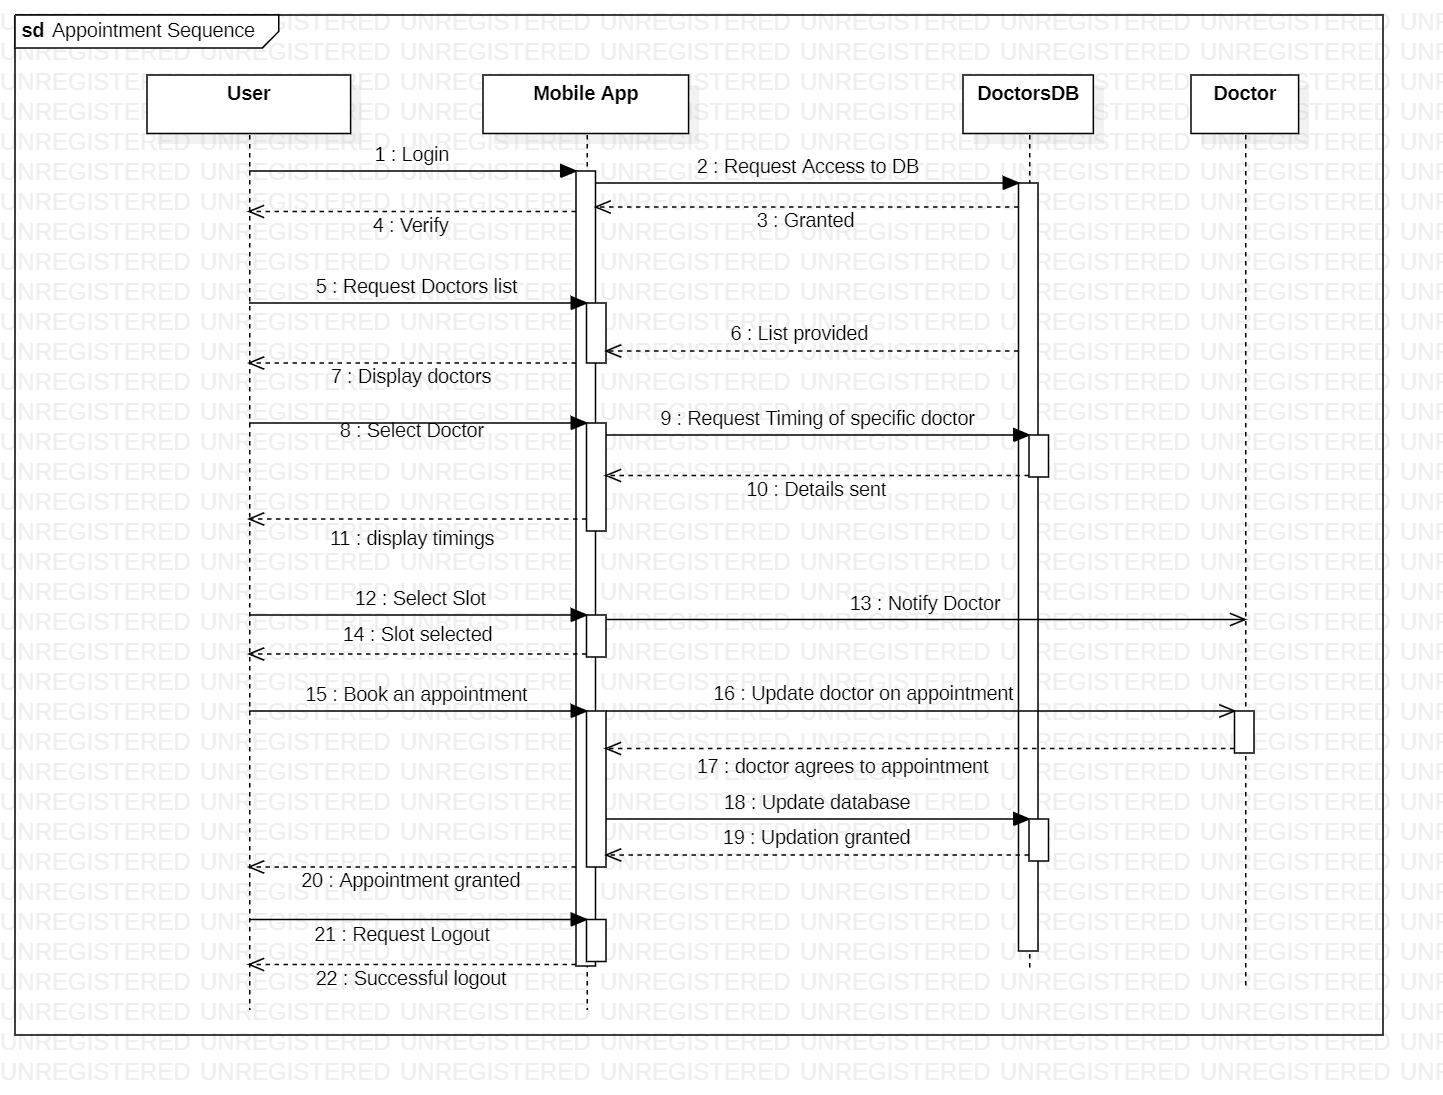 sd Appointment Sequence
User
Mobile App
DoctorsDB
Doctor
1 : Login
2 : Request Access to DB
3 : Granted
4 : Verify
5 : Request Doctors list
6 : List provided
7 : Display doctors
8 : Select Doctor
9 : Request Timing of specific doctor
10 : Details sent
11 : display timings
12 : Select Slot
13 : Notify Doctor
14 : Slot selected
15 : Book an appointment
16 : Update doctor on appointment
17 : doctor agrees to appointment
18 : Update database
19 : Updation granted
20 : Appointment granted
21 : Request Logout
22 : Successful logout
UNREGISTERED